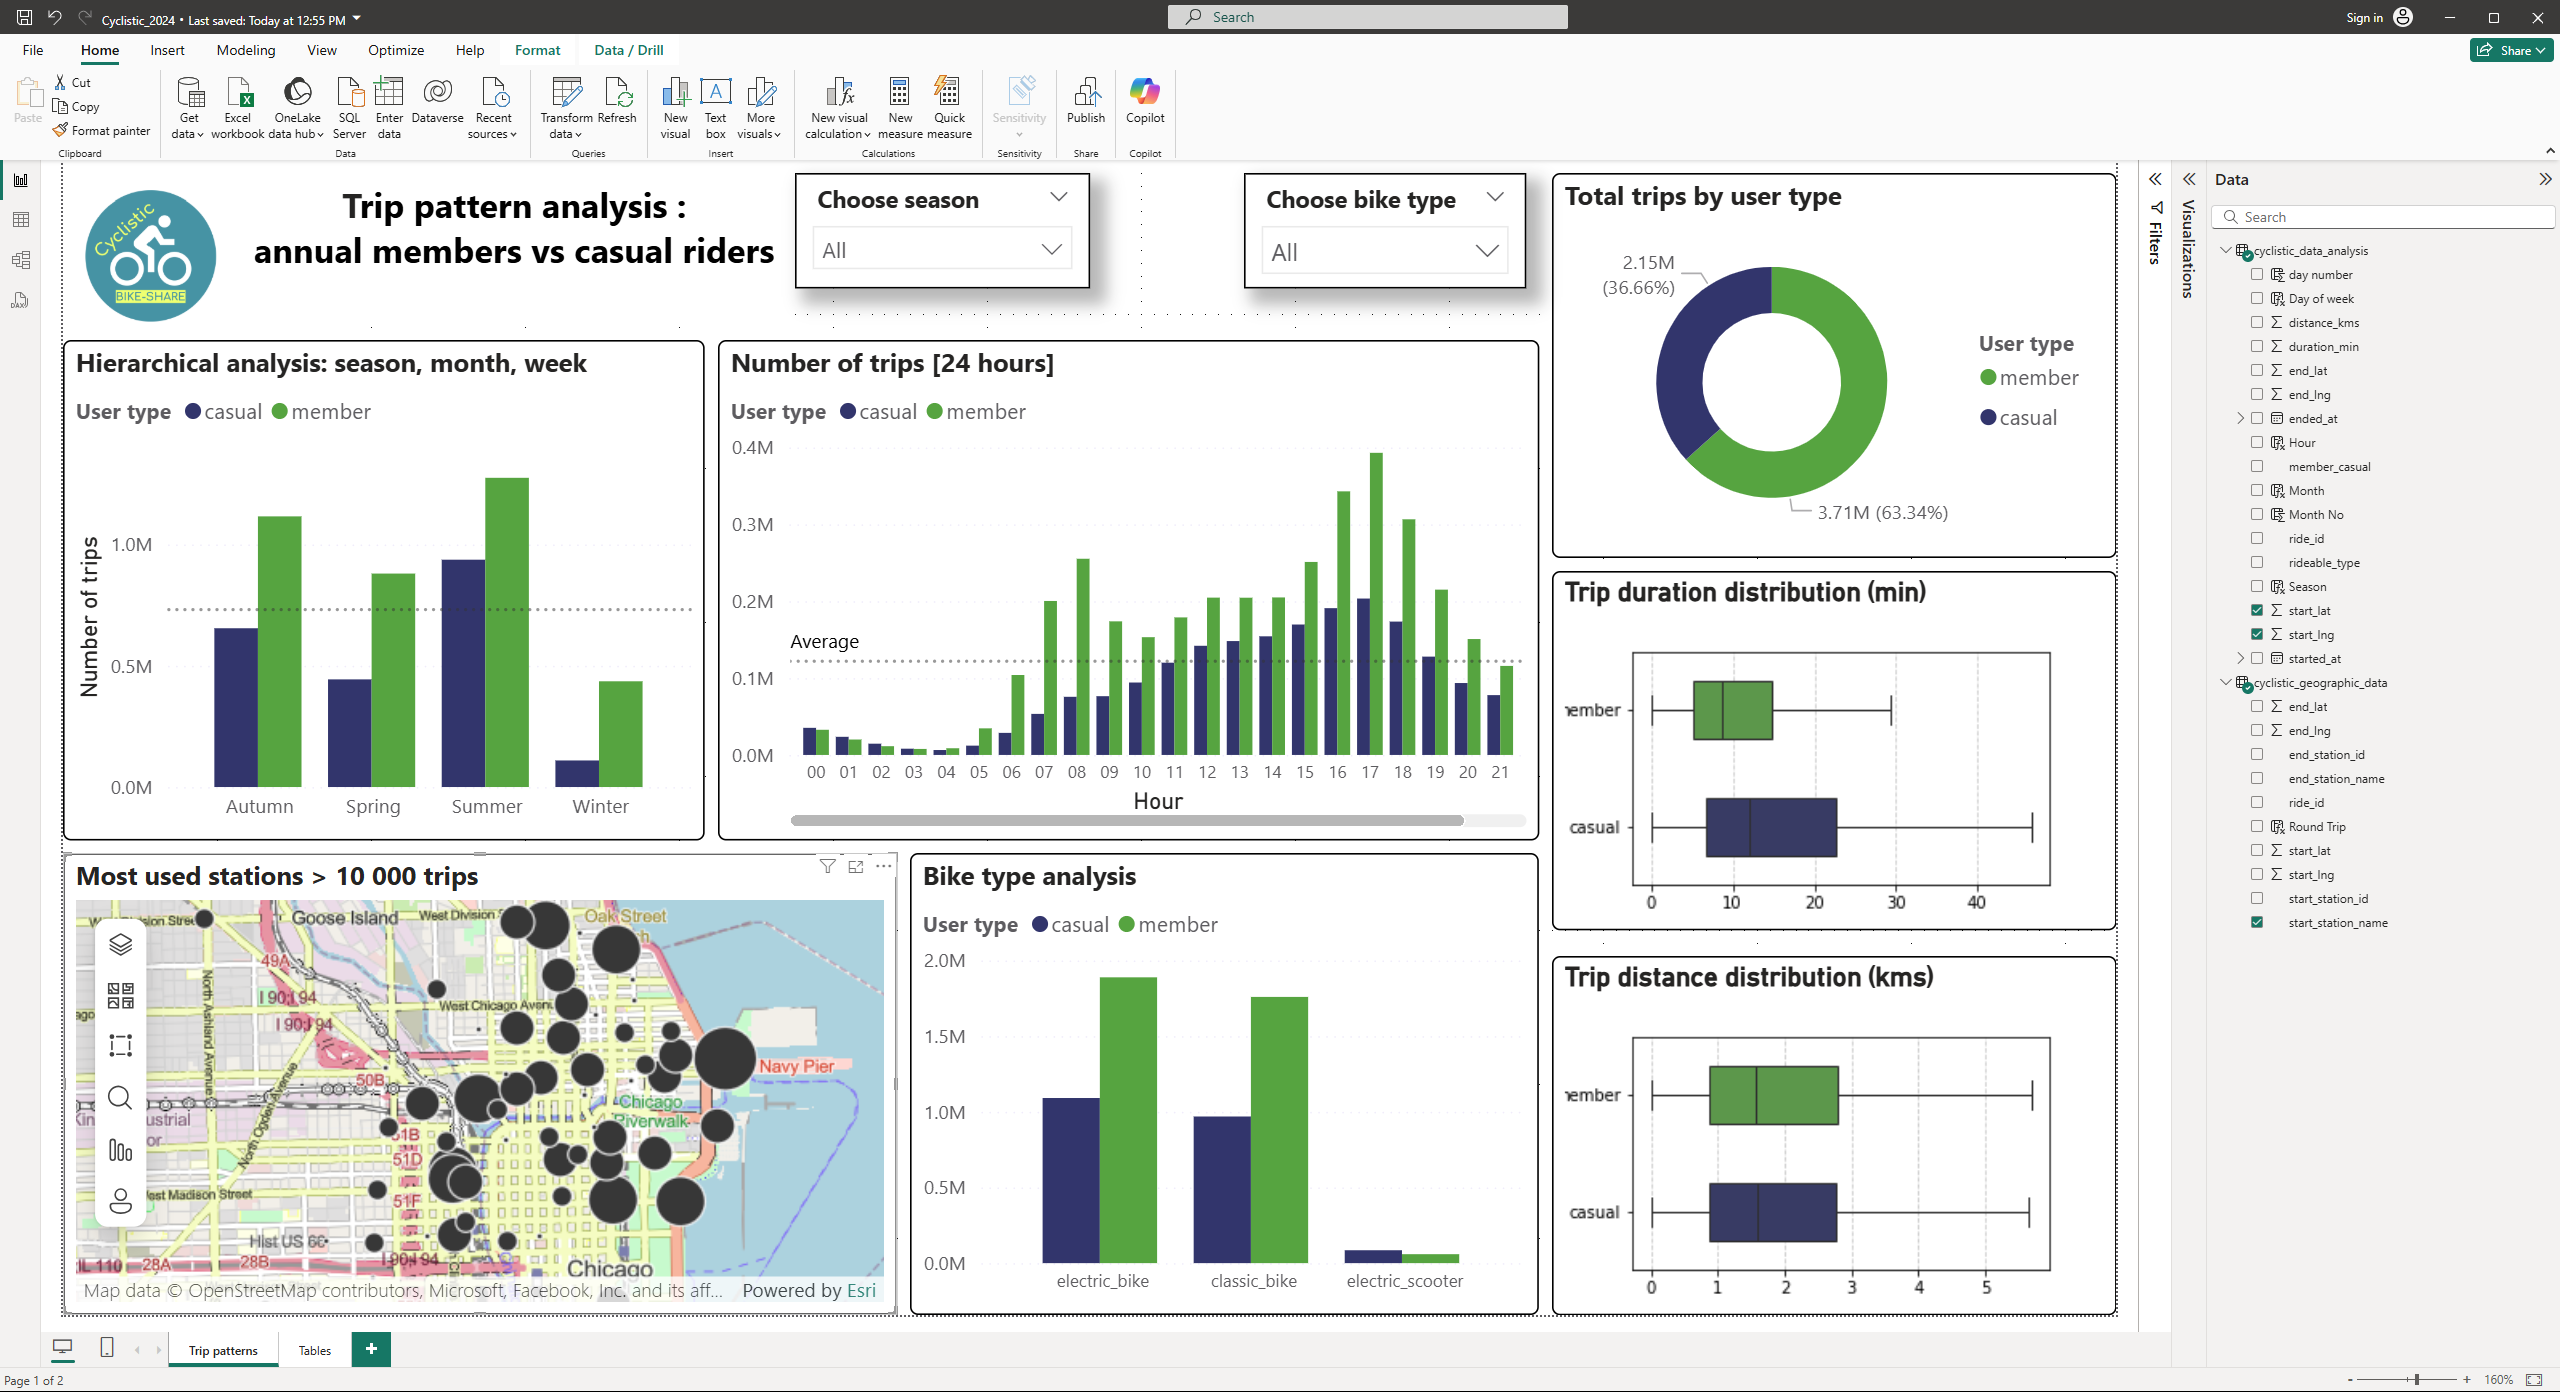 Cyclistic_2024 • Last saved: Today at 12:55 PM
Search
Sign in
File Home Insert Modeling View Optimize Help Format Data / Drill
Share
Paste
Cut
Copy
Format painter
Clipboard
Get data
Excel workbook
OneLake data hub
SQL Server
Enter data
Dataverse
Recent sources
Data
Transform data
Refresh
Queries
New visual
Text box
More visuals
Insert
New visual calculation
New measure
Quick measure
Calculations
Sensitivity
Sensitivity
Publish
Share
Copilot
Copilot
DAX
Cyclistic
BIKE-SHARE
Trip pattern analysis :
annual members vs casual riders
Choose season
All
Choose bike type
All
Total trips by user type
2.15M
(36.66%)
3.71M (63.34%)
User type
member
casual
Hierarchical analysis: season, month, week
User type casual member
Number of trips
1.0M
0.5M
0.0M
Autumn Spring Summer Winter
Number of trips [24 hours]
User type casual member
0.4M
0.3M
0.2M
Average
0.1M
0.0M
00 01 02 03 04 05 06 07 08 09 10 11 12 13 14 15 16 17 18 19 20 21
Hour
Trip duration distribution (min)
member
casual
0 10 20 30 40
Most used stations > 10 000 trips
Goose Island
West Division
Oak Street
49A
I 90;I 94
I 90;I 94
West Chicago Avenu
North Ashland Avenue
North Ogden Avenue
50B
Navy Pier
Chicago
Riverwalk
51B
51D
51F
est Madison Street
Hist US 66
I 90;I 94
IL 110
28A
28B
Chicago
Map data © OpenStreetMap contributors, Microsoft, Facebook, Inc. and its aff...
Powered by Esri
Bike type analysis
User type casual member
2.0M
1.5M
1.0M
0.5M
0.0M
electric_bike classic_bike electric_scooter
Trip distance distribution (kms)
member
casual
0 1 2 3 4 5
Filters
Visualizations
Data
Search
cyclistic_data_analysis
day number
Day of week
distance_kms
duration_min
end_lat
end_lng
ended_at
Hour
member_casual
Month
Month No
ride_id
rideable_type
Season
start_lat
start_lng
started_at
cyclistic_geographic_data
end_lat
end_lng
end_station_id
end_station_name
ride_id
Round Trip
start_lat
start_lng
start_station_id
start_station_name
Trip patterns
Tables
Page 1 of 2
160%